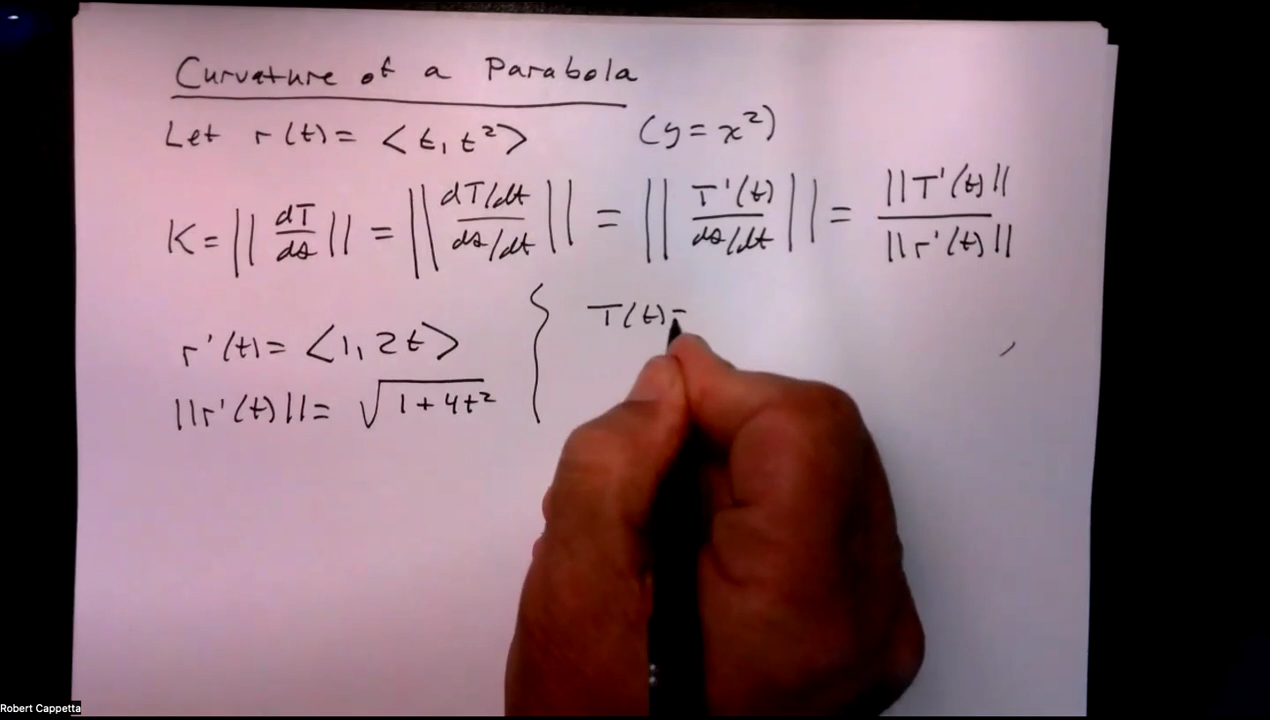 Curvature of a Parabola
Let r(t) = <t, t²> (y = x²)
K = || dT/ds || = || (dT/dt)/(ds/dt) || = || T'(t)/(ds/dt) || = ||T'(t)||/||r'(t)||
r'(t) = <1, 2t>
||r'(t)|| = √(1 + 4t²)
T(t) =
Robert Cappetta